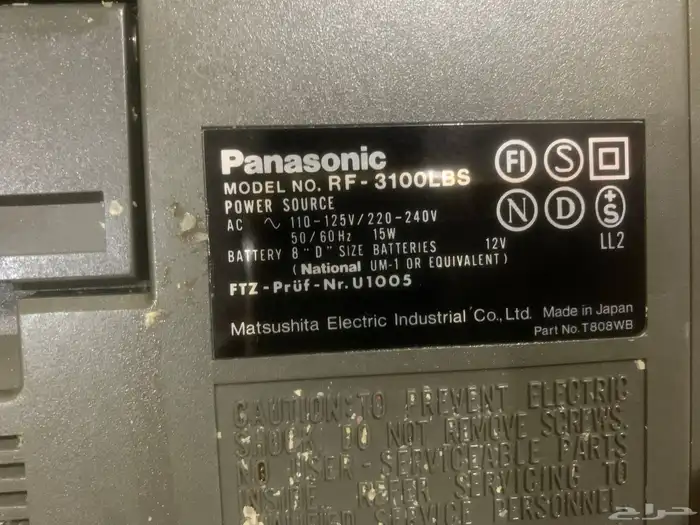 Panasonic
MODEL NO. RF-3100LBS
POWER SOURCE
AC ∿ 110-125V/220-240V
50/60Hz 15W
BATTERY 8 "D" SIZE BATTERIES 12V
(National UM-1 OR EQUIVALENT)
FTZ-Prüf-Nr.U1005
Matsushita Electric Industrial Co., Ltd. Made in Japan
Part No.T808WB
FI S
N D +S
LL2
CAUTION:TO PREVENT ELECTRIC
SHOCK DO NOT REMOVE SCREWS.
NO USER-SERVICEABLE PARTS
INSIDE REFER SERVICING TO
QUALIFIED SERVICE PERSONNEL
حراج